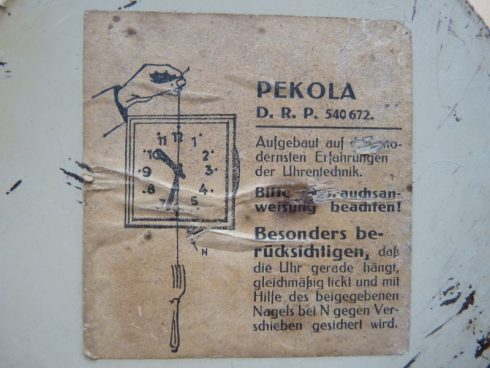 PEKOLA
D. R. P. 540 672.
Aufgebaut auf
dernsten Erfahrungen
der Uhrentechnik.
Bitte
weisung beachten!
Besonders be-
rücksichtigen, daß
die Uhr gerade hängt,
gleichmäßig tickt und mit
Hilfe des beigegebenen
Nagels bei N gegen Ver-
schieben gesichert wird.
11 12 1
10 2
9 3
8 4
7 5
N